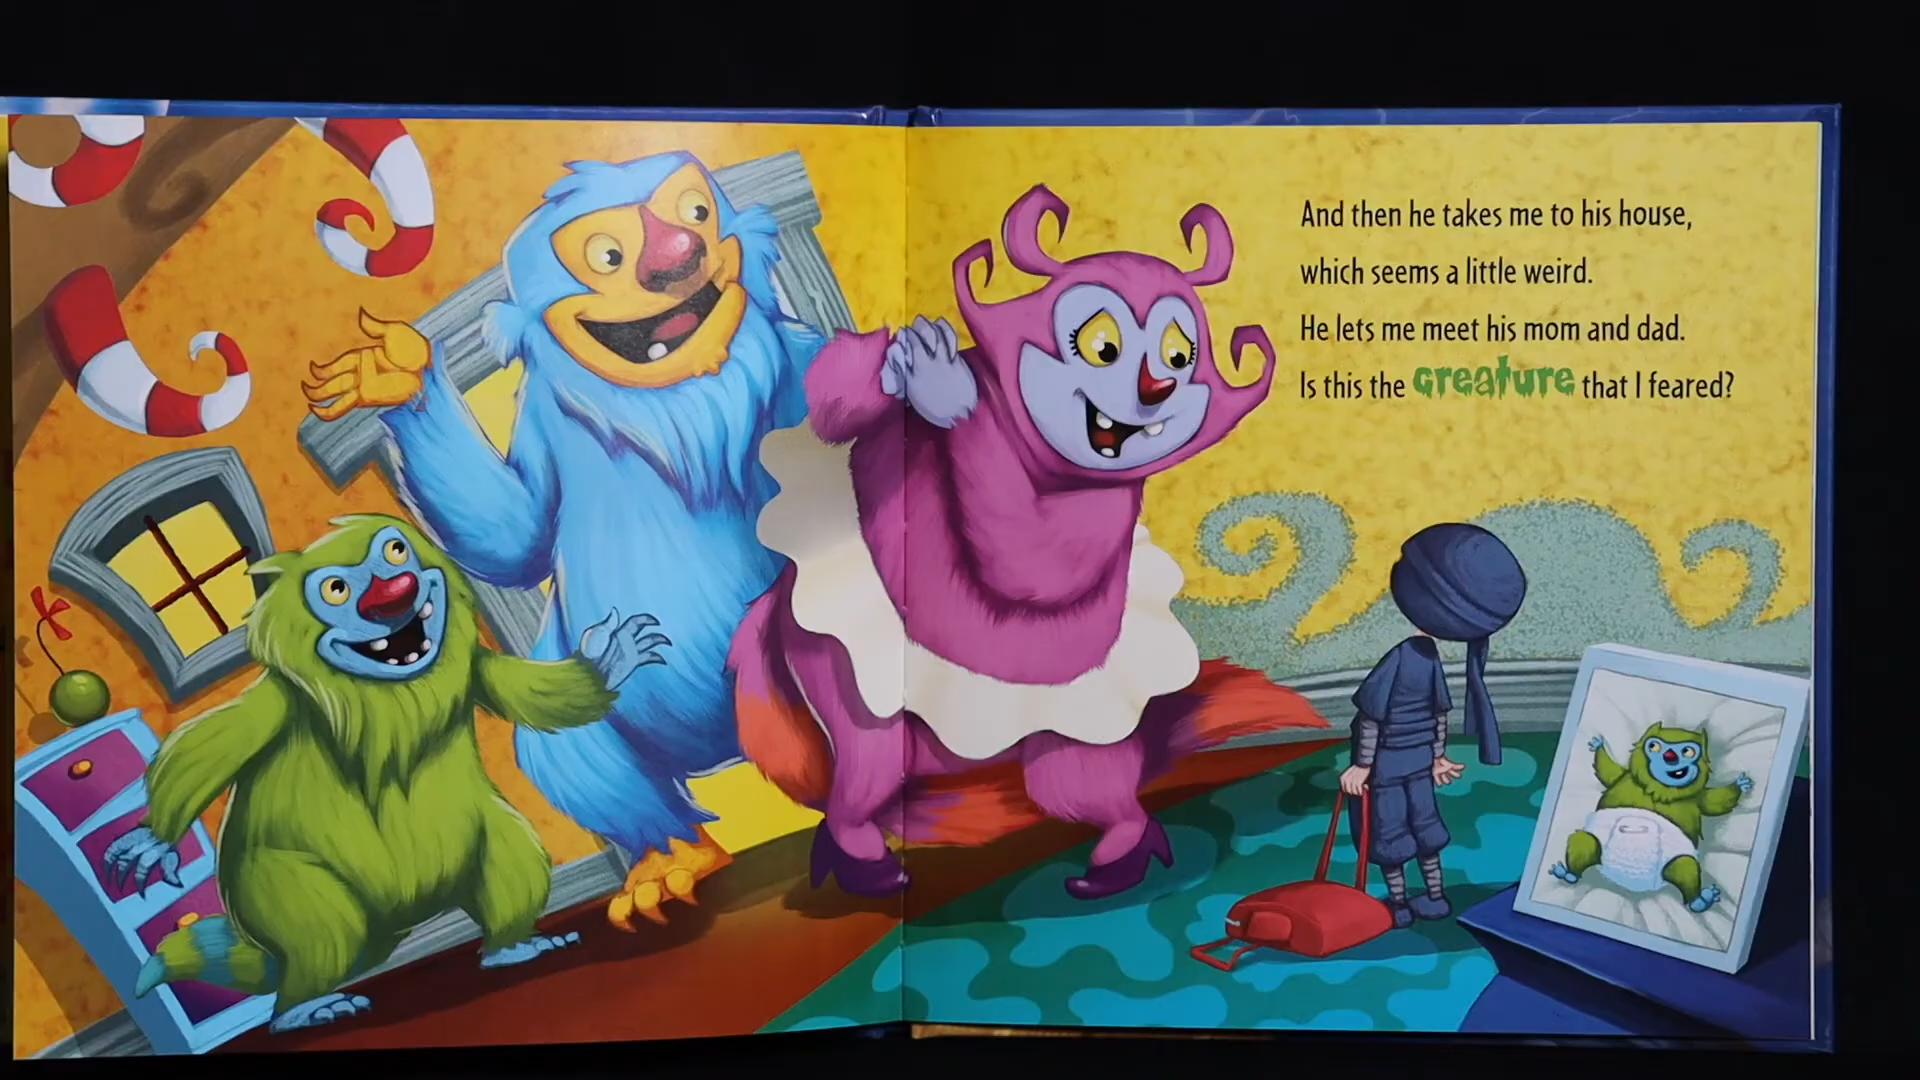 And then he takes me to his house,
which seems a little weird.
He lets me meet his mom and dad.
Is this the creature that I feared?